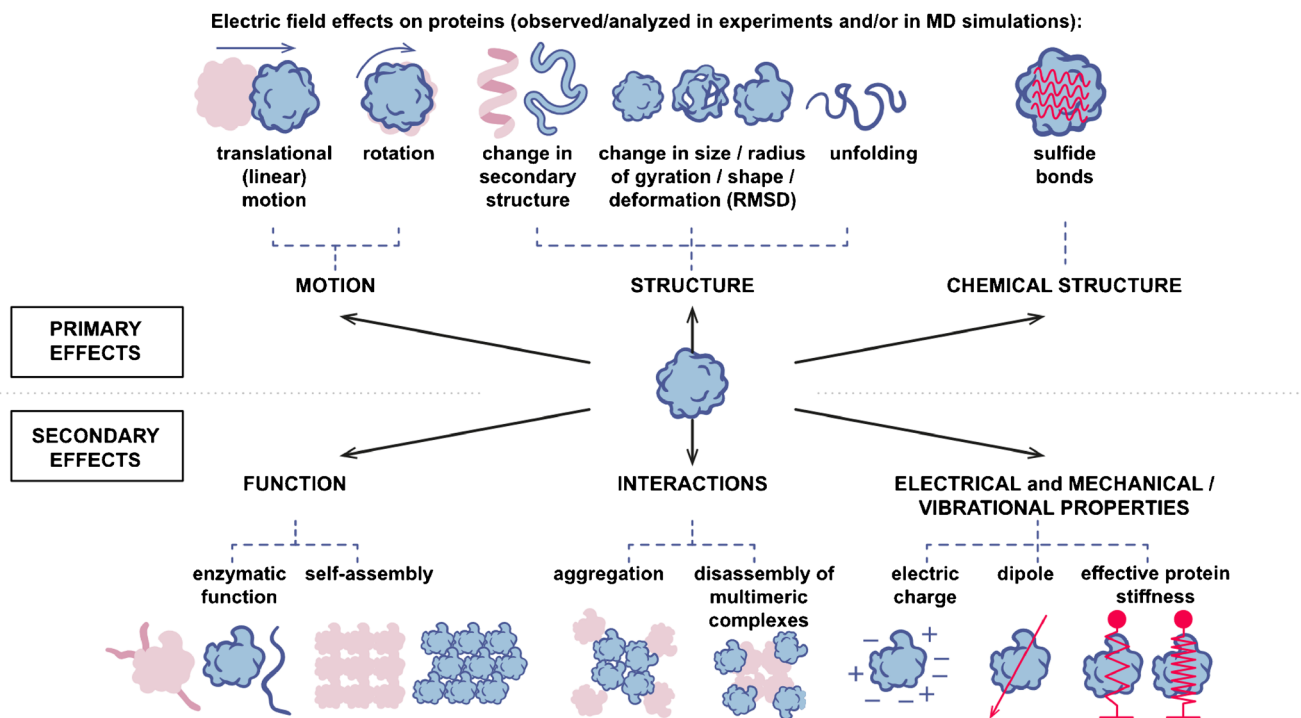 Electric field effects on proteins (observed/analyzed in experiments and/or in MD simulations):
translational
(linear)
motion
rotation
change in
secondary
structure
change in size / radius
of gyration / shape /
deformation (RMSD)
unfolding
sulfide
bonds
MOTION
STRUCTURE
CHEMICAL STRUCTURE
PRIMARY
EFFECTS
SECONDARY
EFFECTS
FUNCTION
INTERACTIONS
ELECTRICAL and MECHANICAL /
VIBRATIONAL PROPERTIES
enzymatic
function
self-assembly
aggregation
disassembly of
multimeric
complexes
electric
charge
dipole
effective protein
stiffness